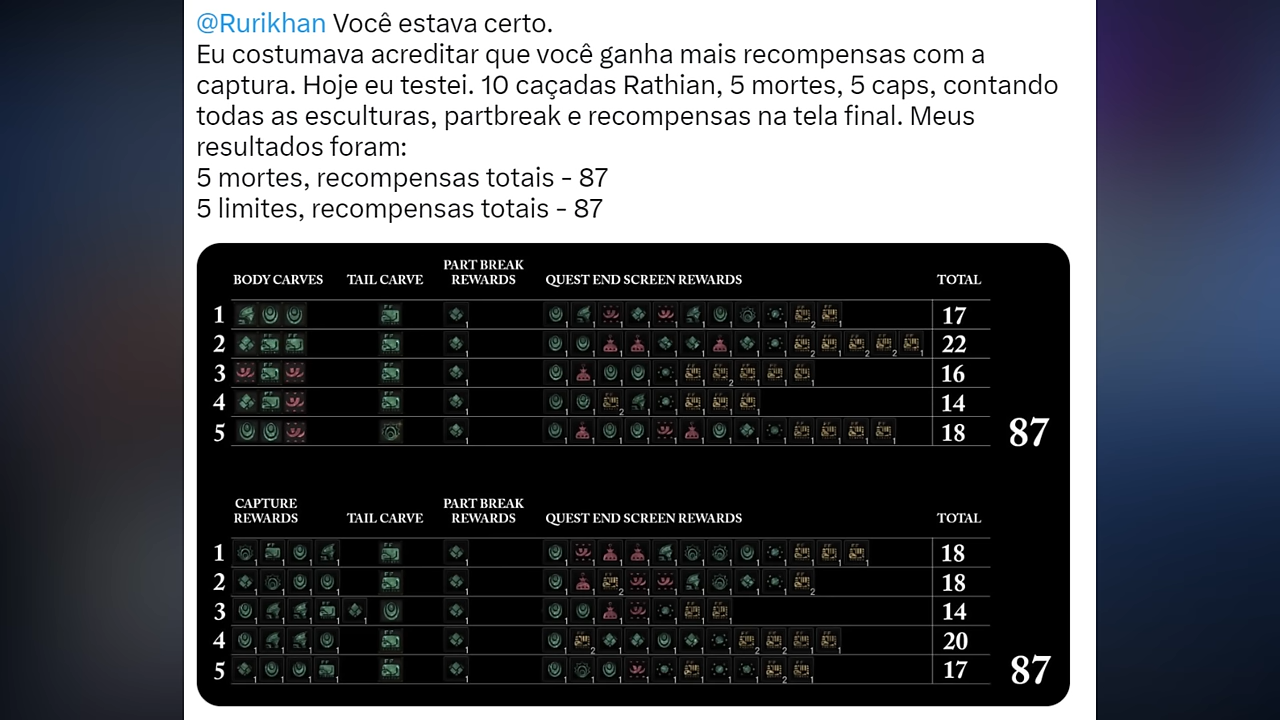 @Rurikhan Você estava certo.
Eu costumava acreditar que você ganha mais recompensas com a
captura. Hoje eu testei. 10 caçadas Rathian, 5 mortes, 5 caps, contando
todas as esculturas, partbreak e recompensas na tela final. Meus
resultados foram:
5 mortes, recompensas totais - 87
5 limites, recompensas totais - 87
BODY CARVES TAIL CARVE PART BREAK REWARDS QUEST END SCREEN REWARDS TOTAL
1 17
2 22
3 16
4 14
5 18 87
CAPTURE REWARDS TAIL CARVE PART BREAK REWARDS QUEST END SCREEN REWARDS TOTAL
1 18
2 18
3 14
4 20
5 17 87